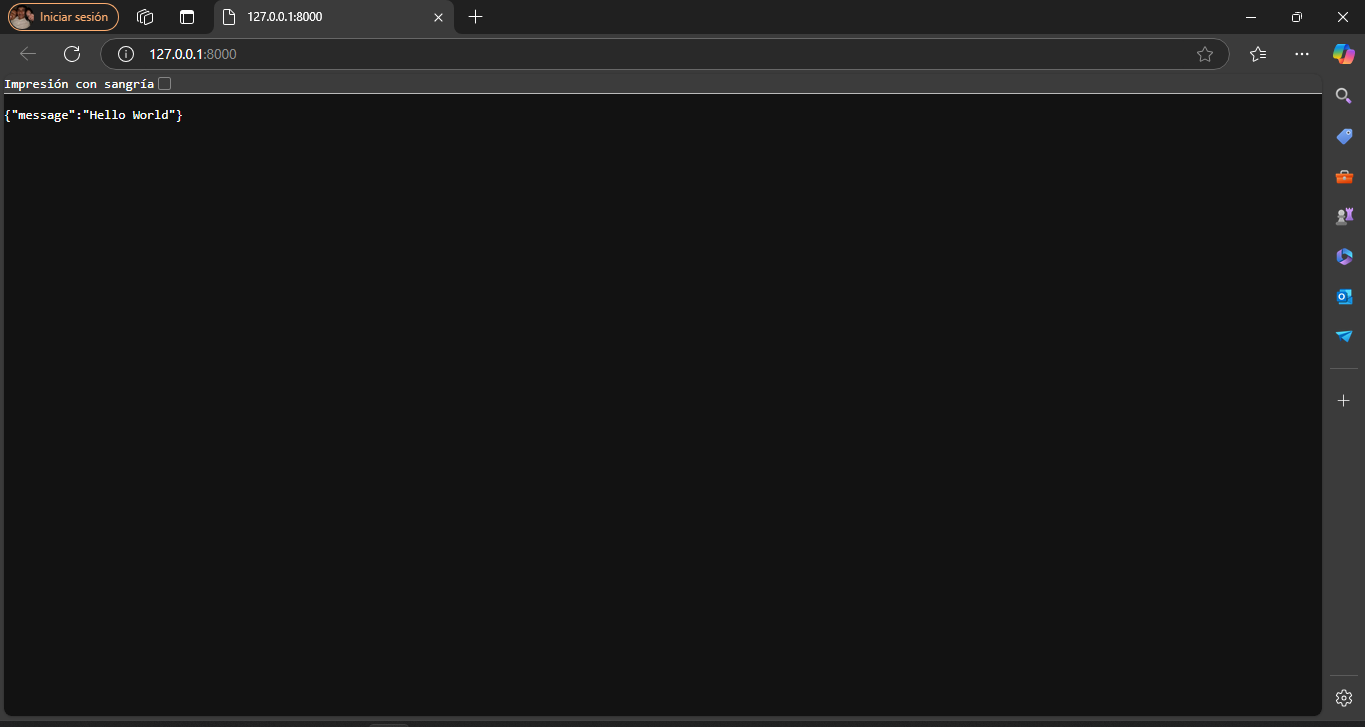 Iniciar sesión
127.0.0.1:8000
127.0.0.1:8000
Impresión con sangría
{"message":"Hello World"}